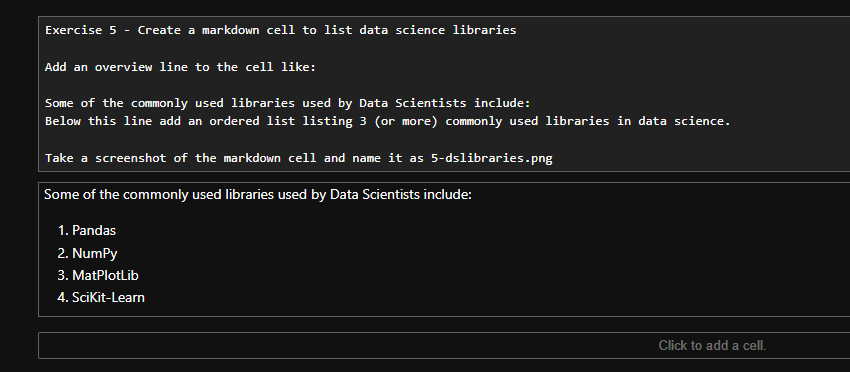 Exercise 5 - Create a markdown cell to list data science libraries
Add an overview line to the cell like:
Some of the commonly used libraries used by Data Scientists include:
Below this line add an ordered list listing 3 (or more) commonly used libraries in data science.
Take a screenshot of the markdown cell and name it as 5-dslibraries.png
Some of the commonly used libraries used by Data Scientists include:
1. Pandas
2. NumPy
3. MatPlotLib
4. SciKit-Learn
Click to add a cell.